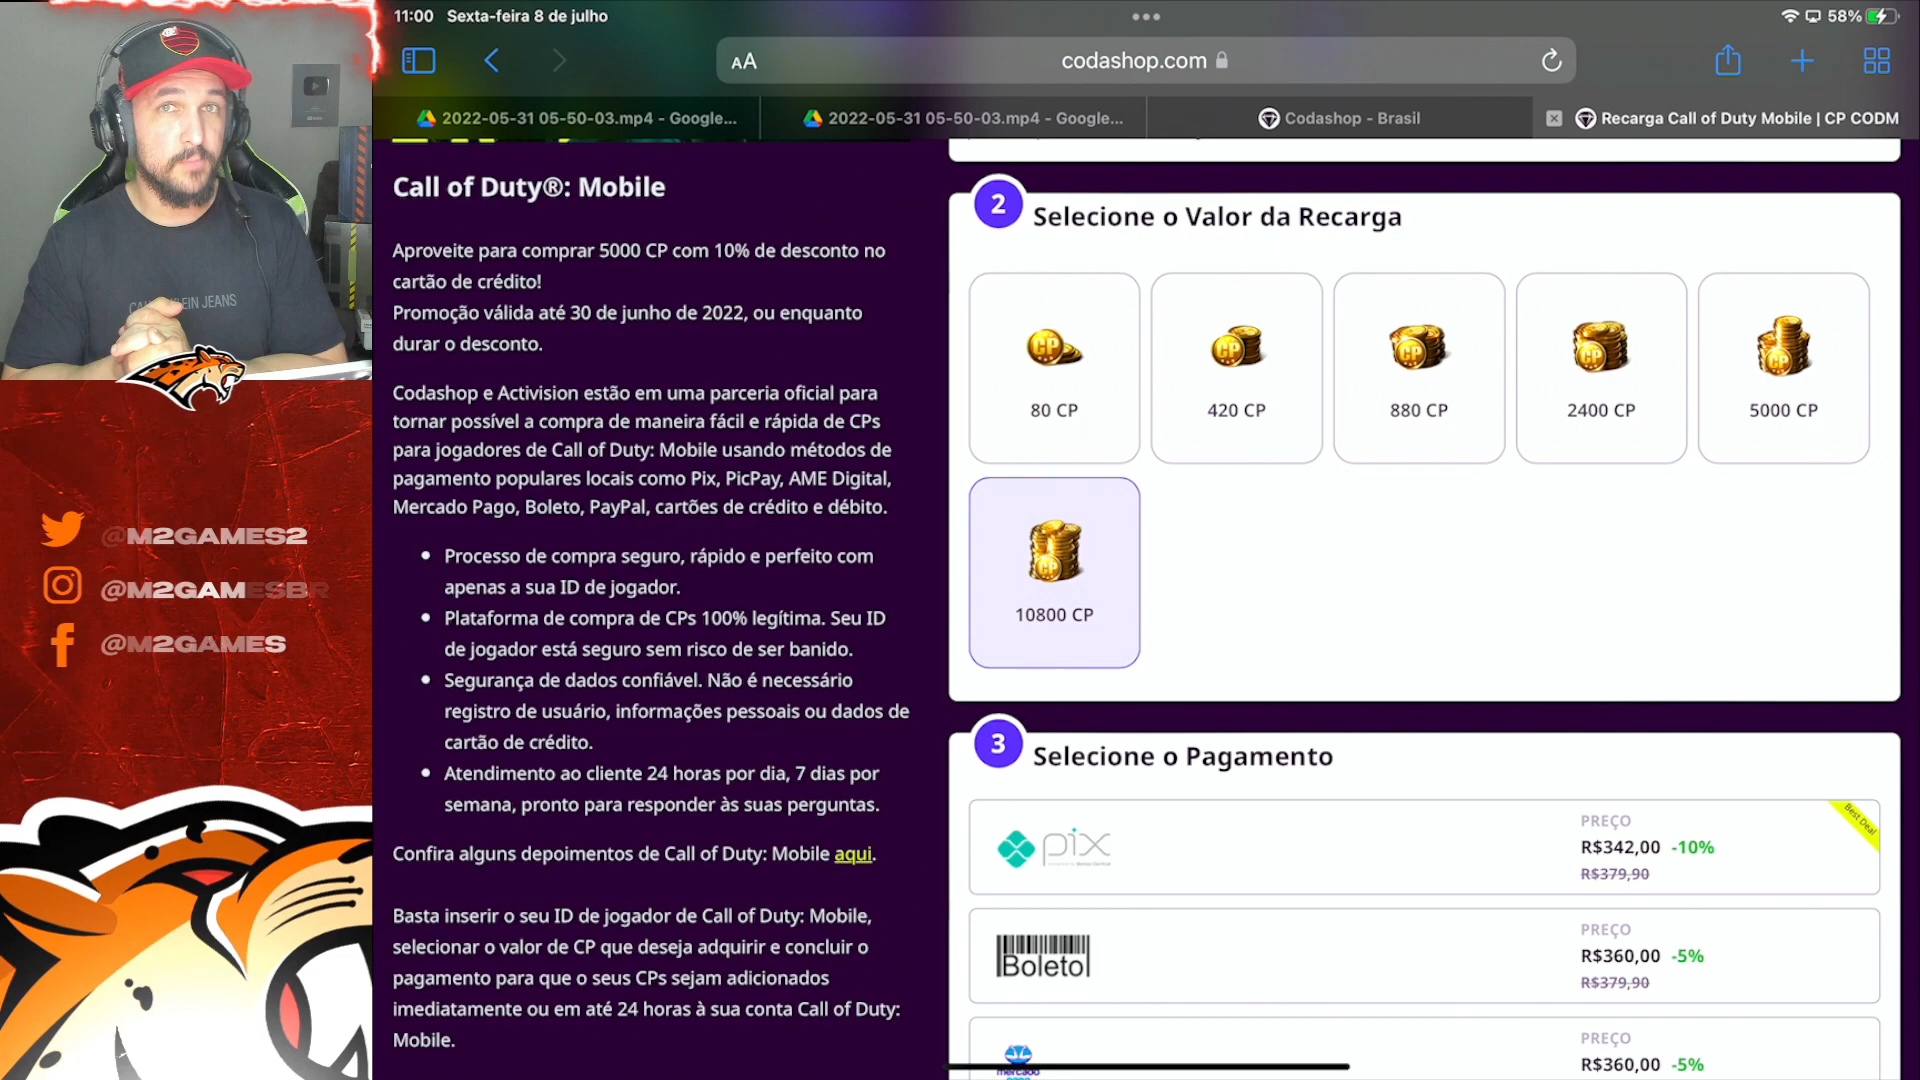 11:00 Sexta-feira 8 de julho
58%
AA
codashop.com
2022-05-31 05-50-03.mp4 - Google...
2022-05-31 05-50-03.mp4 - Google...
Codashop - Brasil
Recarga Call of Duty Mobile | CP CODM
Call of Duty®: Mobile
Aproveite para comprar 5000 CP com 10% de desconto no
cartão de crédito!
Promoção válida até 30 de junho de 2022, ou enquanto
durar o desconto.
Codashop e Activision estão em uma parceria oficial para
tornar possível a compra de maneira fácil e rápida de CPs
para jogadores de Call of Duty: Mobile usando métodos de
pagamento populares locais como Pix, PicPay, AME Digital,
Mercado Pago, Boleto, PayPal, cartões de crédito e débito.
Processo de compra seguro, rápido e perfeito com
apenas a sua ID de jogador.
Plataforma de compra de CPs 100% legítima. Seu ID
de jogador está seguro sem risco de ser banido.
Segurança de dados confiável. Não é necessário
registro de usuário, informações pessoais ou dados de
cartão de crédito.
Atendimento ao cliente 24 horas por dia, 7 dias por
semana, pronto para responder às suas perguntas.
Confira alguns depoimentos de Call of Duty: Mobile aqui.
Basta inserir o seu ID de jogador de Call of Duty: Mobile,
selecionar o valor de CP que deseja adquirir e concluir o
pagamento para que o seus CPs sejam adicionados
imediatamente ou em até 24 horas à sua conta Call of Duty:
Mobile.
2 Selecione o Valor da Recarga
CP CP CP CP CP
80 CP 420 CP 880 CP 2400 CP 5000 CP
CP
10800 CP
3 Selecione o Pagamento
pix
PREÇO
R$342,00 -10%
R$379,90
Best Deal
Boleto
PREÇO
R$360,00 -5%
R$379,90
mercado
PREÇO
R$360,00 -5%
KLEIN JEANS
@M2GAMES2
@M2GAMESBR
@M2GAMES